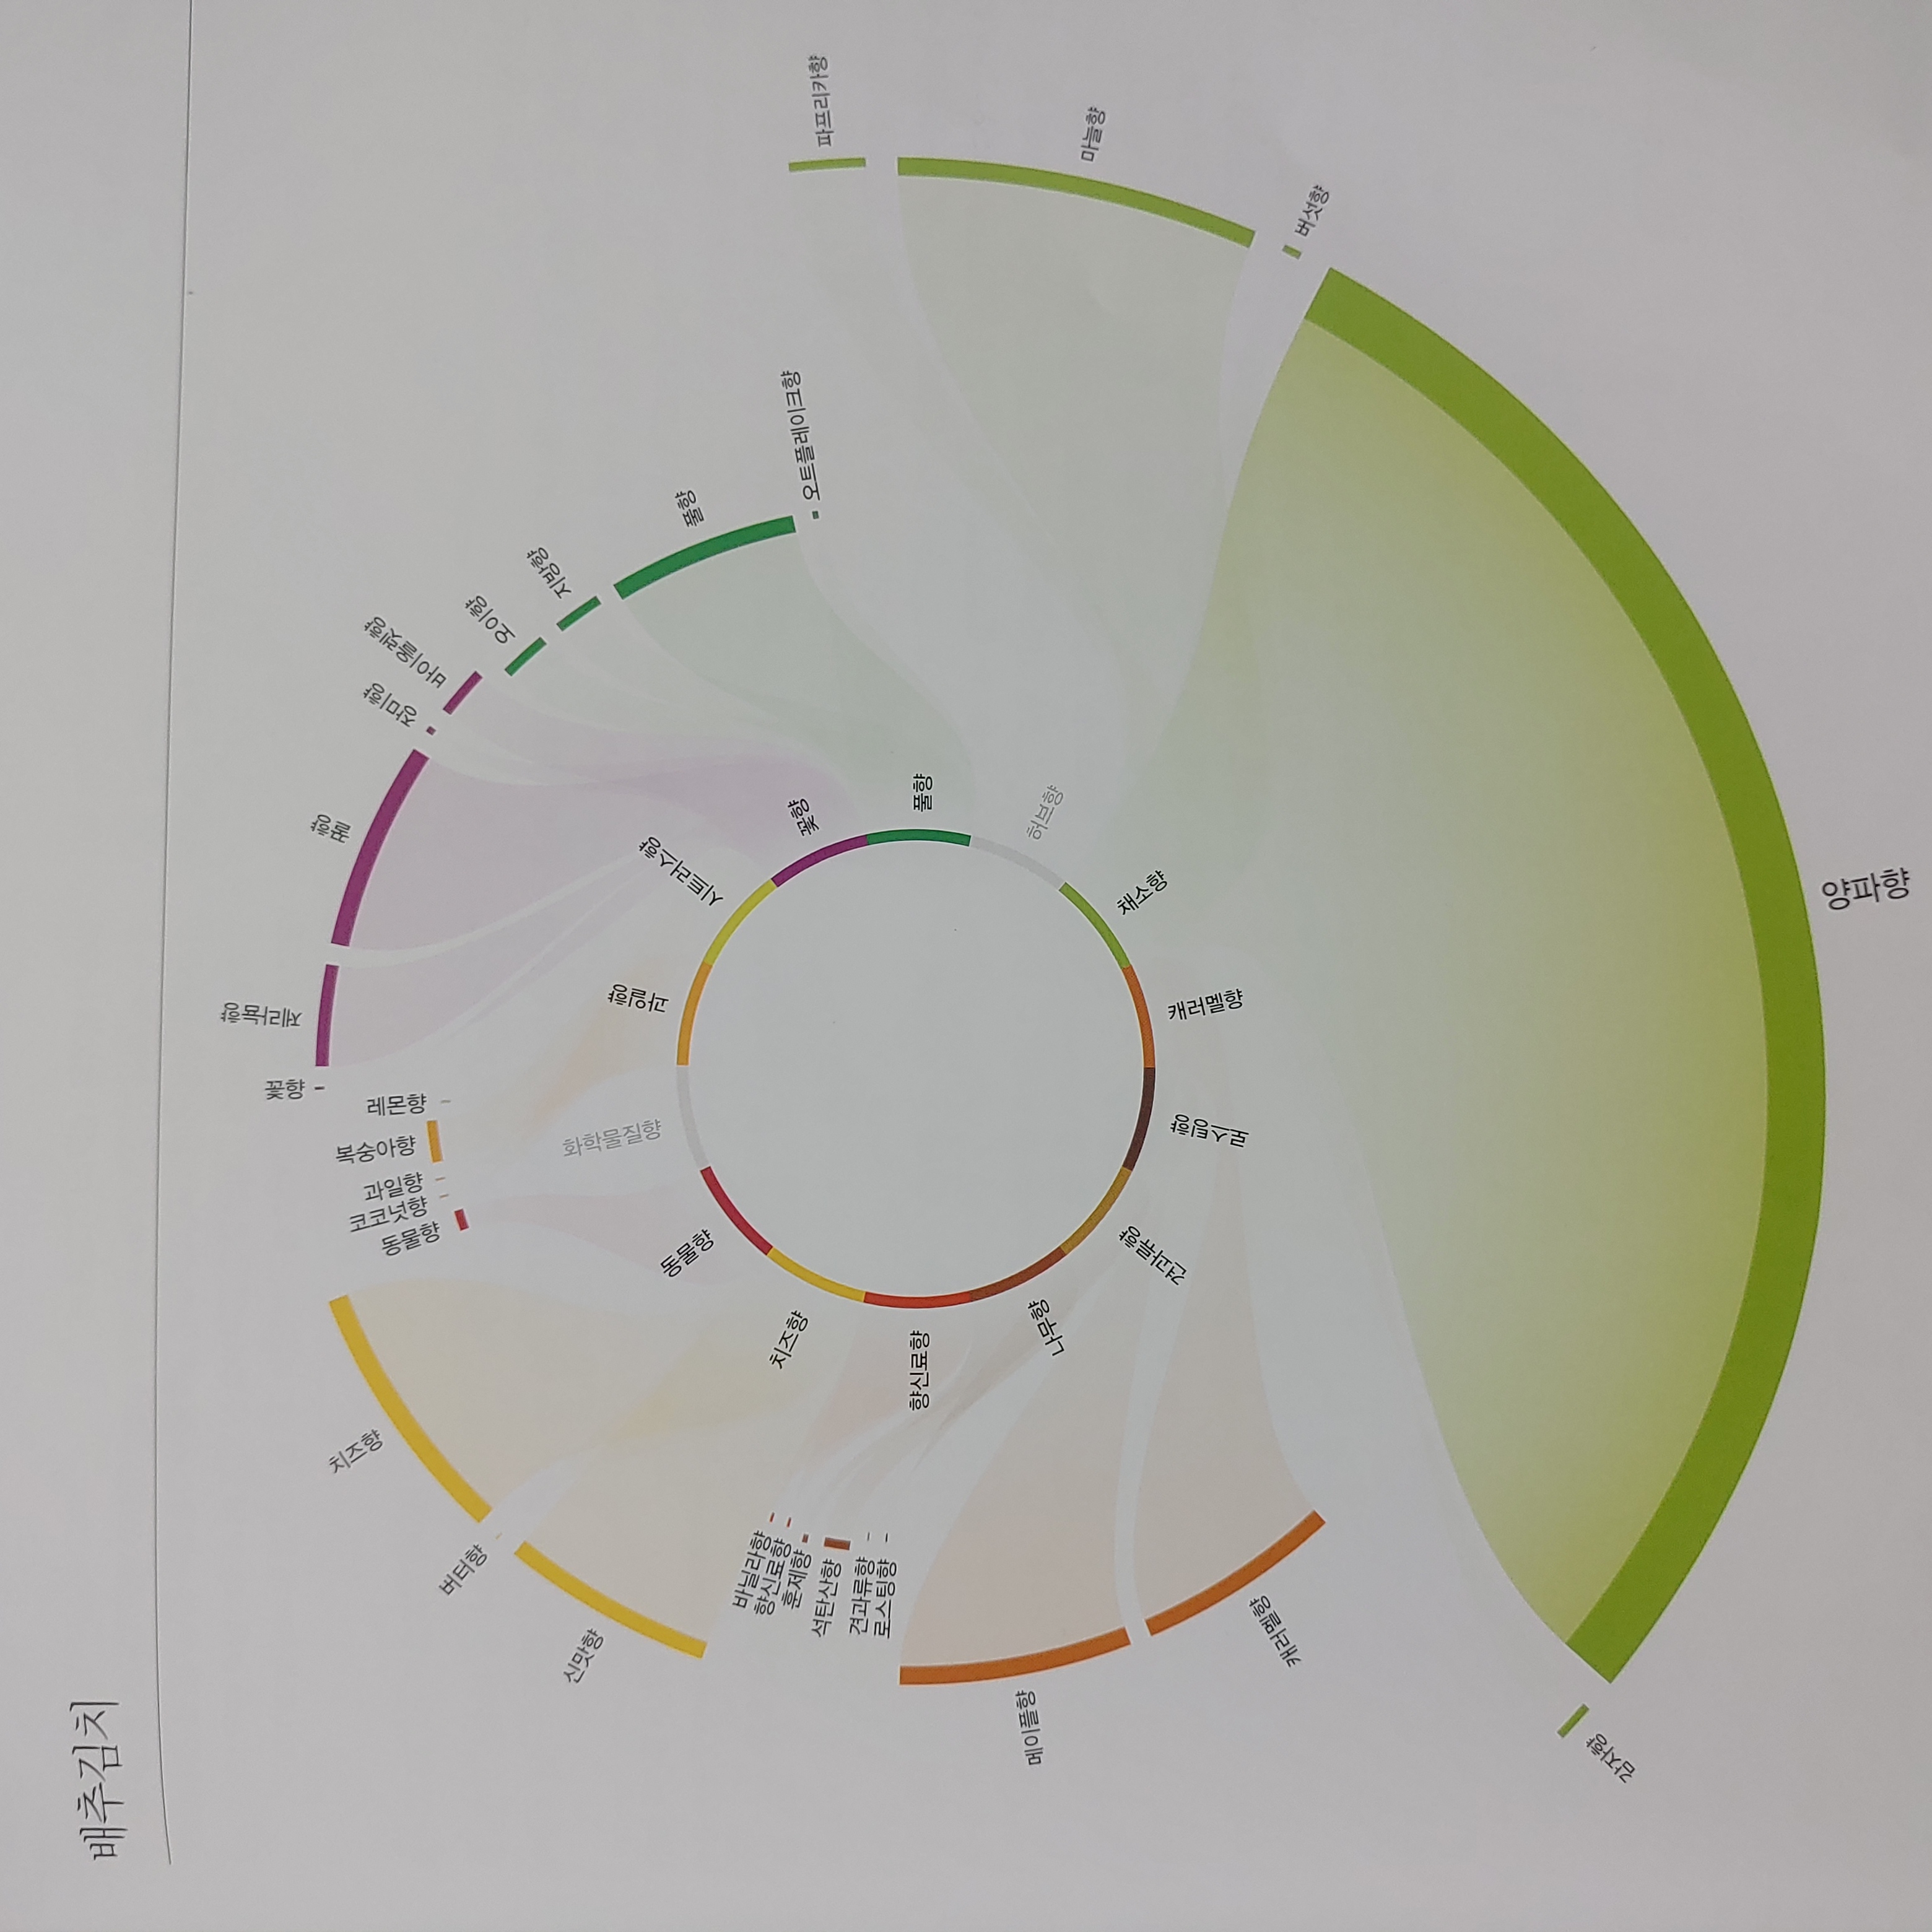 배추김치
꽃향
제라늄향
꿀향
장미향
바이올렛향
오이향
지방향
풀향
오트플레이크향
파프리카향
마늘향
버섯향
양파향
감자향
캐러멜향
메이플향
로스팅향
견과류향
석탄산향
훈제향
향신료향
바닐라향
신맛향
버터향
치즈향
동물향
코코넛향
과일향
복숭아향
레몬향
과일향
시트러스향
꽃향
풀향
허브향
채소향
캐러멜향
로스팅향
견과류향
나무향
향신료향
치즈향
동물향
화학물질향